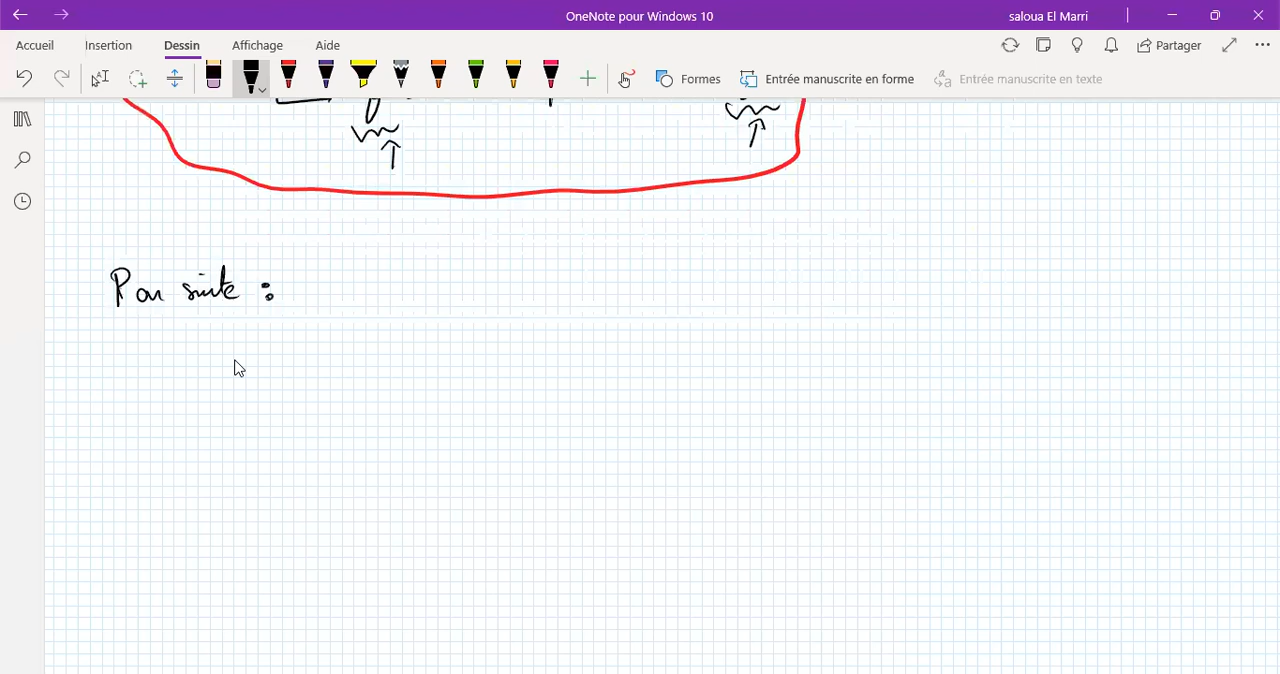 OneNote pour Windows 10
saloua El Marri
Accueil Insertion Dessin Affichage Aide
Partager
Formes
Entrée manuscrite en forme
Entrée manuscrite en texte
Par suite :